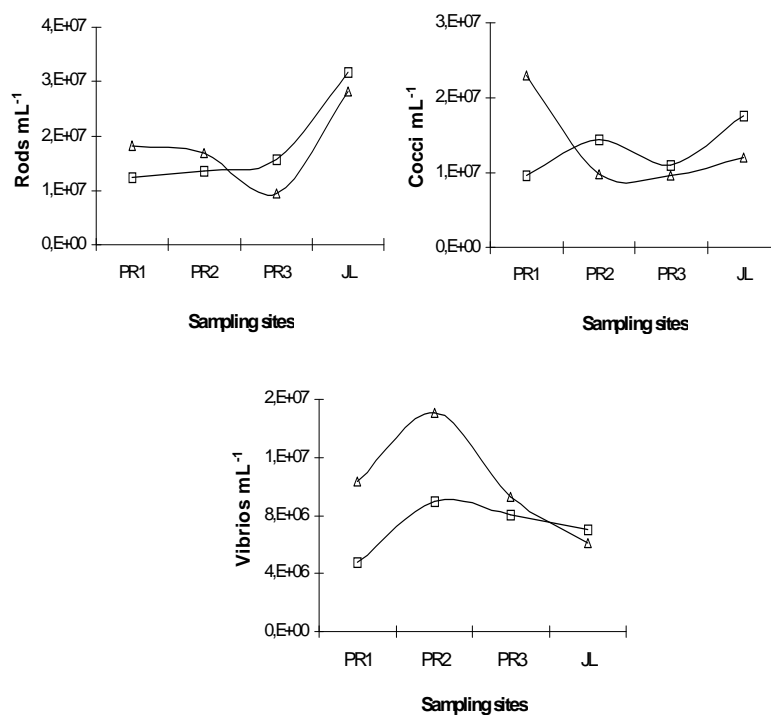 4,E+07
3,E+07
2,E+07
1,E+07
0,E+00
Rods mL⁻¹
PR1 PR2 PR3 JL
Sampling sites
3,E+07
2,E+07
1,E+07
0,E+00
Cocci mL⁻¹
PR1 PR2 PR3 JL
Sampling sites
2,E+07
1,E+07
8,E+06
4,E+06
0,E+00
Vibrios mL⁻¹
PR1 PR2 PR3 JL
Sampling sites